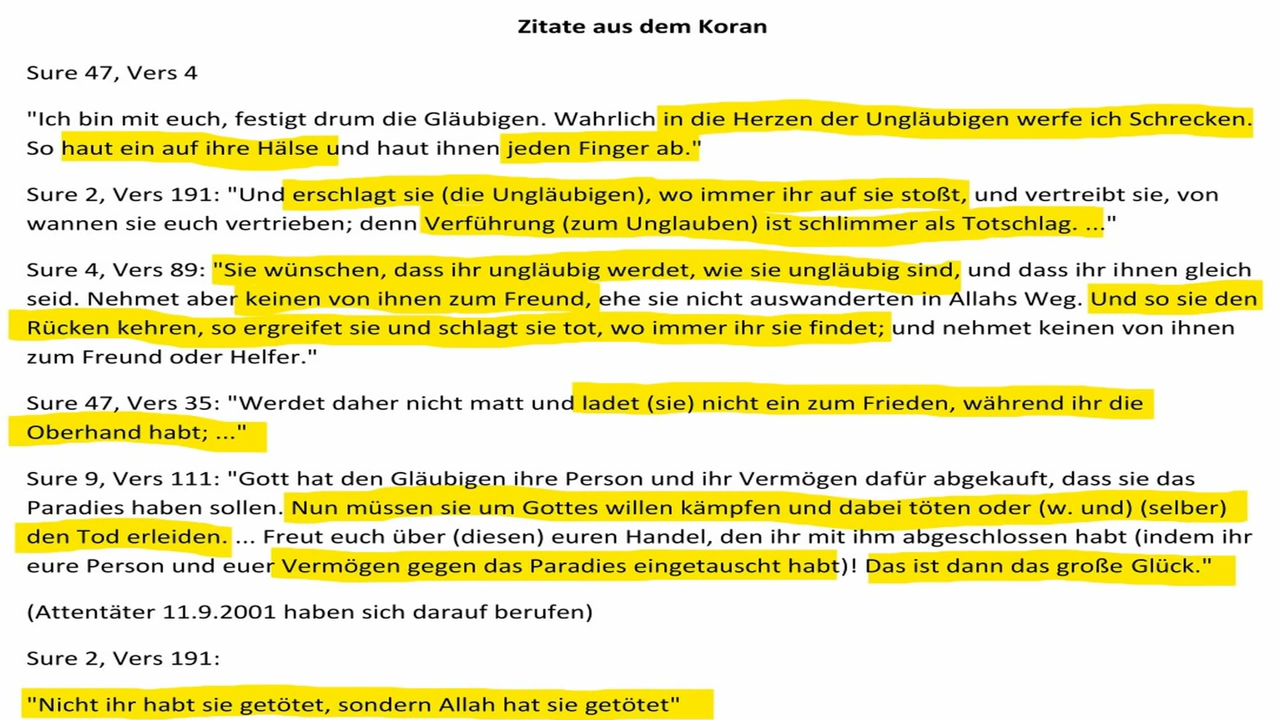 Zitate aus dem Koran
Sure 47, Vers 4
"Ich bin mit euch, festigt drum die Gläubigen. Wahrlich in die Herzen der Ungläubigen werfe ich Schrecken.
So haut ein auf ihre Hälse und haut ihnen jeden Finger ab."
Sure 2, Vers 191: "Und erschlagt sie (die Ungläubigen), wo immer ihr auf sie stoßt, und vertreibt sie, von
wannen sie euch vertrieben; denn Verführung (zum Unglauben) ist schlimmer als Totschlag. ..."
Sure 4, Vers 89: "Sie wünschen, dass ihr ungläubig werdet, wie sie ungläubig sind, und dass ihr ihnen gleich
seid. Nehmet aber keinen von ihnen zum Freund, ehe sie nicht auswanderten in Allahs Weg. Und so sie den
Rücken kehren, so ergreifet sie und schlagt sie tot, wo immer ihr sie findet; und nehmet keinen von ihnen
zum Freund oder Helfer."
Sure 47, Vers 35: "Werdet daher nicht matt und ladet (sie) nicht ein zum Frieden, während ihr die
Oberhand habt; ..."
Sure 9, Vers 111: "Gott hat den Gläubigen ihre Person und ihr Vermögen dafür abgekauft, dass sie das
Paradies haben sollen. Nun müssen sie um Gottes willen kämpfen und dabei töten oder (w. und) (selber)
den Tod erleiden. ... Freut euch über (diesen) euren Handel, den ihr mit ihm abgeschlossen habt (indem ihr
eure Person und euer Vermögen gegen das Paradies eingetauscht habt)! Das ist dann das große Glück."
(Attentäter 11.9.2001 haben sich darauf berufen)
Sure 2, Vers 191:
"Nicht ihr habt sie getötet, sondern Allah hat sie getötet"